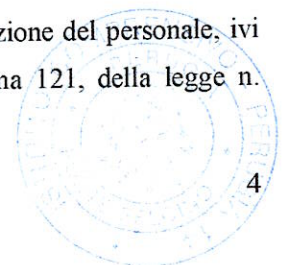 zione del personale, ivi
na 121, della legge n.
4